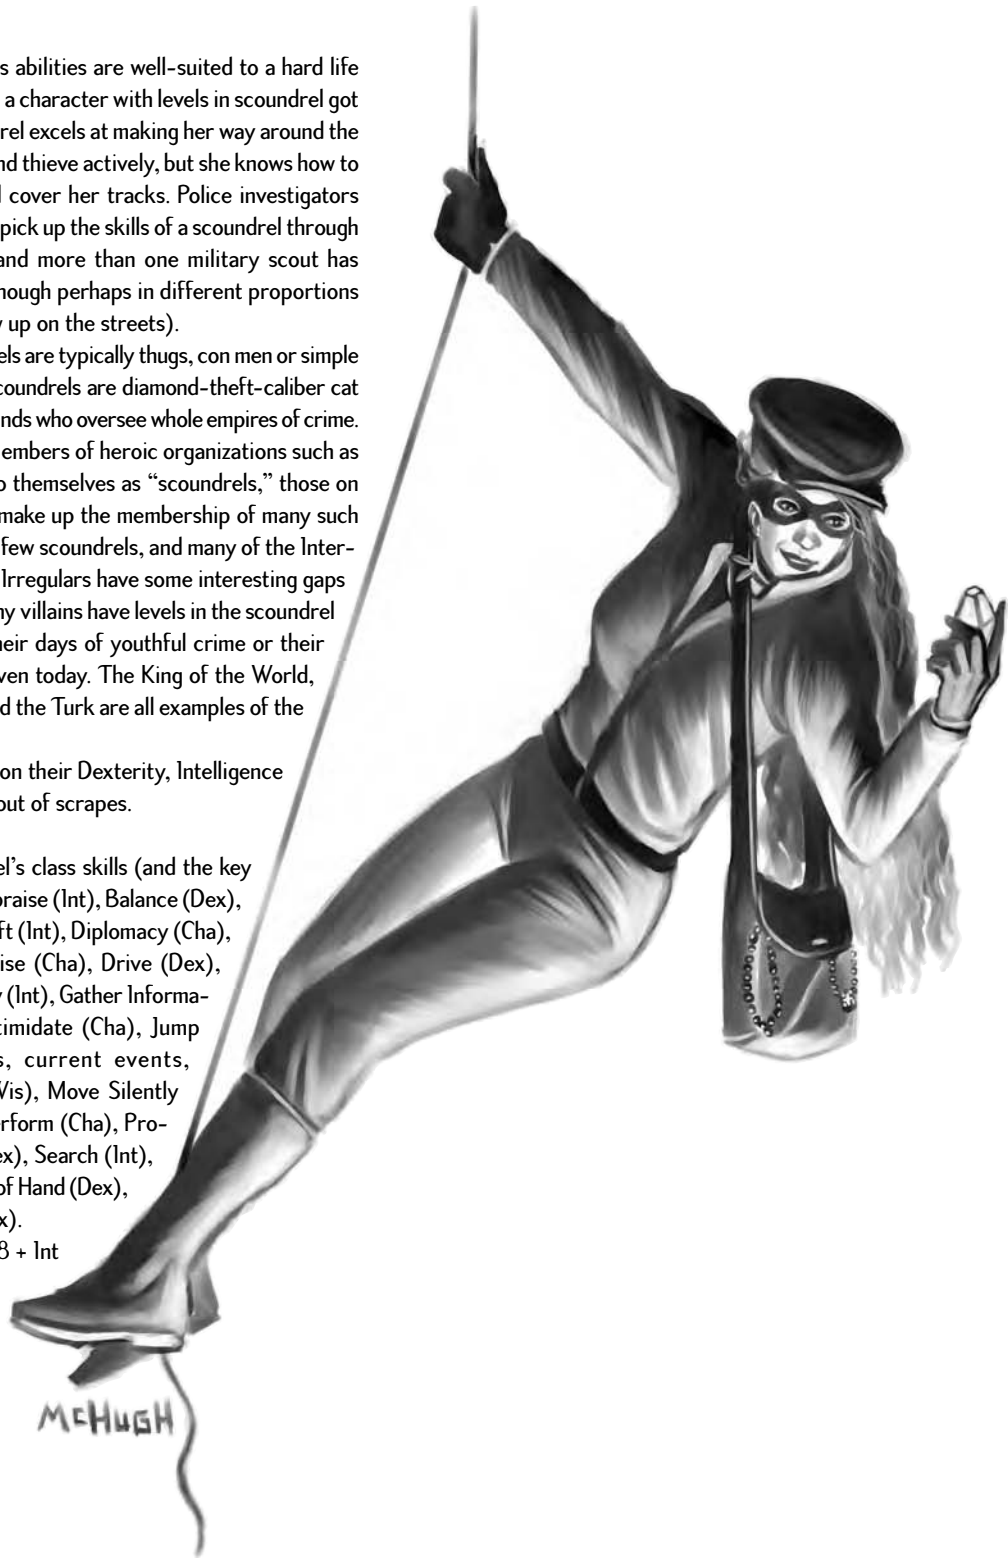 s abilities are well-suited to a hard life
a character with levels in scoundrel got
rel excels at making her way around the
nd thieve actively, but she knows how to
l cover her tracks. Police investigators
pick up the skills of a scoundrel through
and more than one military scout has
hough perhaps in different proportions
v up on the streets).
els are typically thugs, con men or simple
coundrels are diamond-theft-caliber cat
nds who oversee whole empires of crime.
embers of heroic organizations such as
o themselves as “scoundrels,” those on
make up the membership of many such
few scoundrels, and many of the Inter-
Irregulars have some interesting gaps
ny villains have levels in the scoundrel
heir days of youthful crime or their
ven today. The King of the World,
d the Turk are all examples of the
on their Dexterity, Intelligence
out of scrapes.
el’s class skills (and the key
praise (Int), Balance (Dex),
ft (Int), Diplomacy (Cha),
ise (Cha), Drive (Dex),
y (Int), Gather Informa-
timidate (Cha), Jump
s, current events,
Wis), Move Silently
erform (Cha), Pro-
ex), Search (Int),
of Hand (Dex),
x).
8 + Int
McHUGH